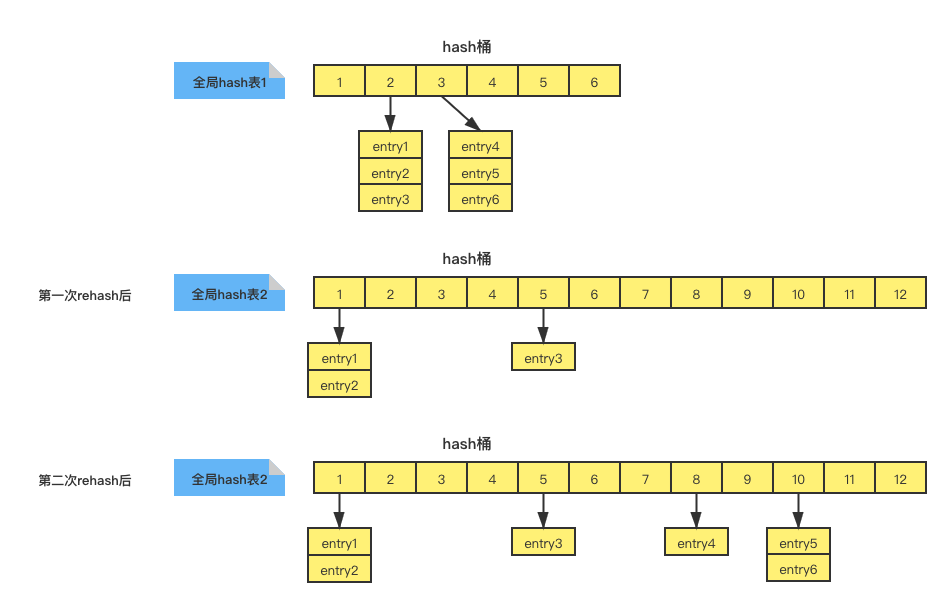 hash桶
全局hash表1
1 2 3 4 5 6
entry1 entry4
entry2 entry5
entry3 entry6
hash桶
第一次rehash后
全局hash表2
1 2 3 4 5 6 7 8 9 10 11 12
entry1 entry3
entry2
hash桶
第二次rehash后
全局hash表2
1 2 3 4 5 6 7 8 9 10 11 12
entry1 entry3 entry4 entry5
entry2 entry6